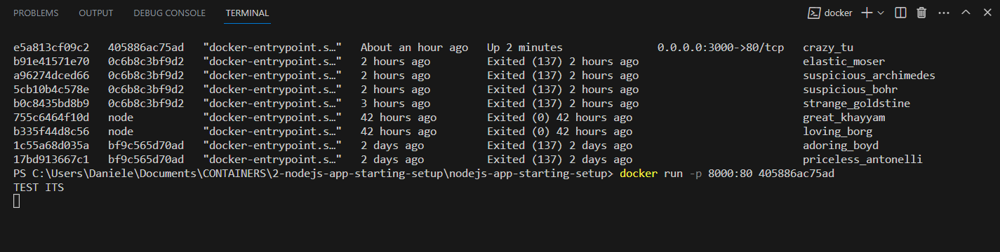 PROBLEMS OUTPUT DEBUG CONSOLE TERMINAL docker
e5a813cf09c2 405886ac75ad "docker-entrypoint.s…" About an hour ago Up 2 minutes 0.0.0.0:3000->80/tcp crazy_tu
b91e41571e70 0c6b8c3bf9d2 "docker-entrypoint.s…" 2 hours ago Exited (137) 2 hours ago elastic_moser
a96274dced66 0c6b8c3bf9d2 "docker-entrypoint.s…" 2 hours ago Exited (137) 2 hours ago suspicious_archimedes
5cb10b4c578e 0c6b8c3bf9d2 "docker-entrypoint.s…" 2 hours ago Exited (137) 2 hours ago suspicious_bohr
b0c8435bd8b9 0c6b8c3bf9d2 "docker-entrypoint.s…" 3 hours ago Exited (137) 2 hours ago strange_goldstine
755c6464f10d node "docker-entrypoint.s…" 42 hours ago Exited (0) 42 hours ago great_khayyam
b335f44d8c56 node "docker-entrypoint.s…" 42 hours ago Exited (0) 42 hours ago loving_borg
1c55a68d035a bf9c565d70ad "docker-entrypoint.s…" 2 days ago Exited (137) 2 days ago adoring_boyd
17bd913667c1 bf9c565d70ad "docker-entrypoint.s…" 2 days ago Exited (137) 2 days ago priceless_antonelli
PS C:\Users\Daniele\Documents\CONTAINERS\2-nodejs-app-starting-setup\nodejs-app-starting-setup> docker run -p 8000:80 405886ac75ad
TEST ITS